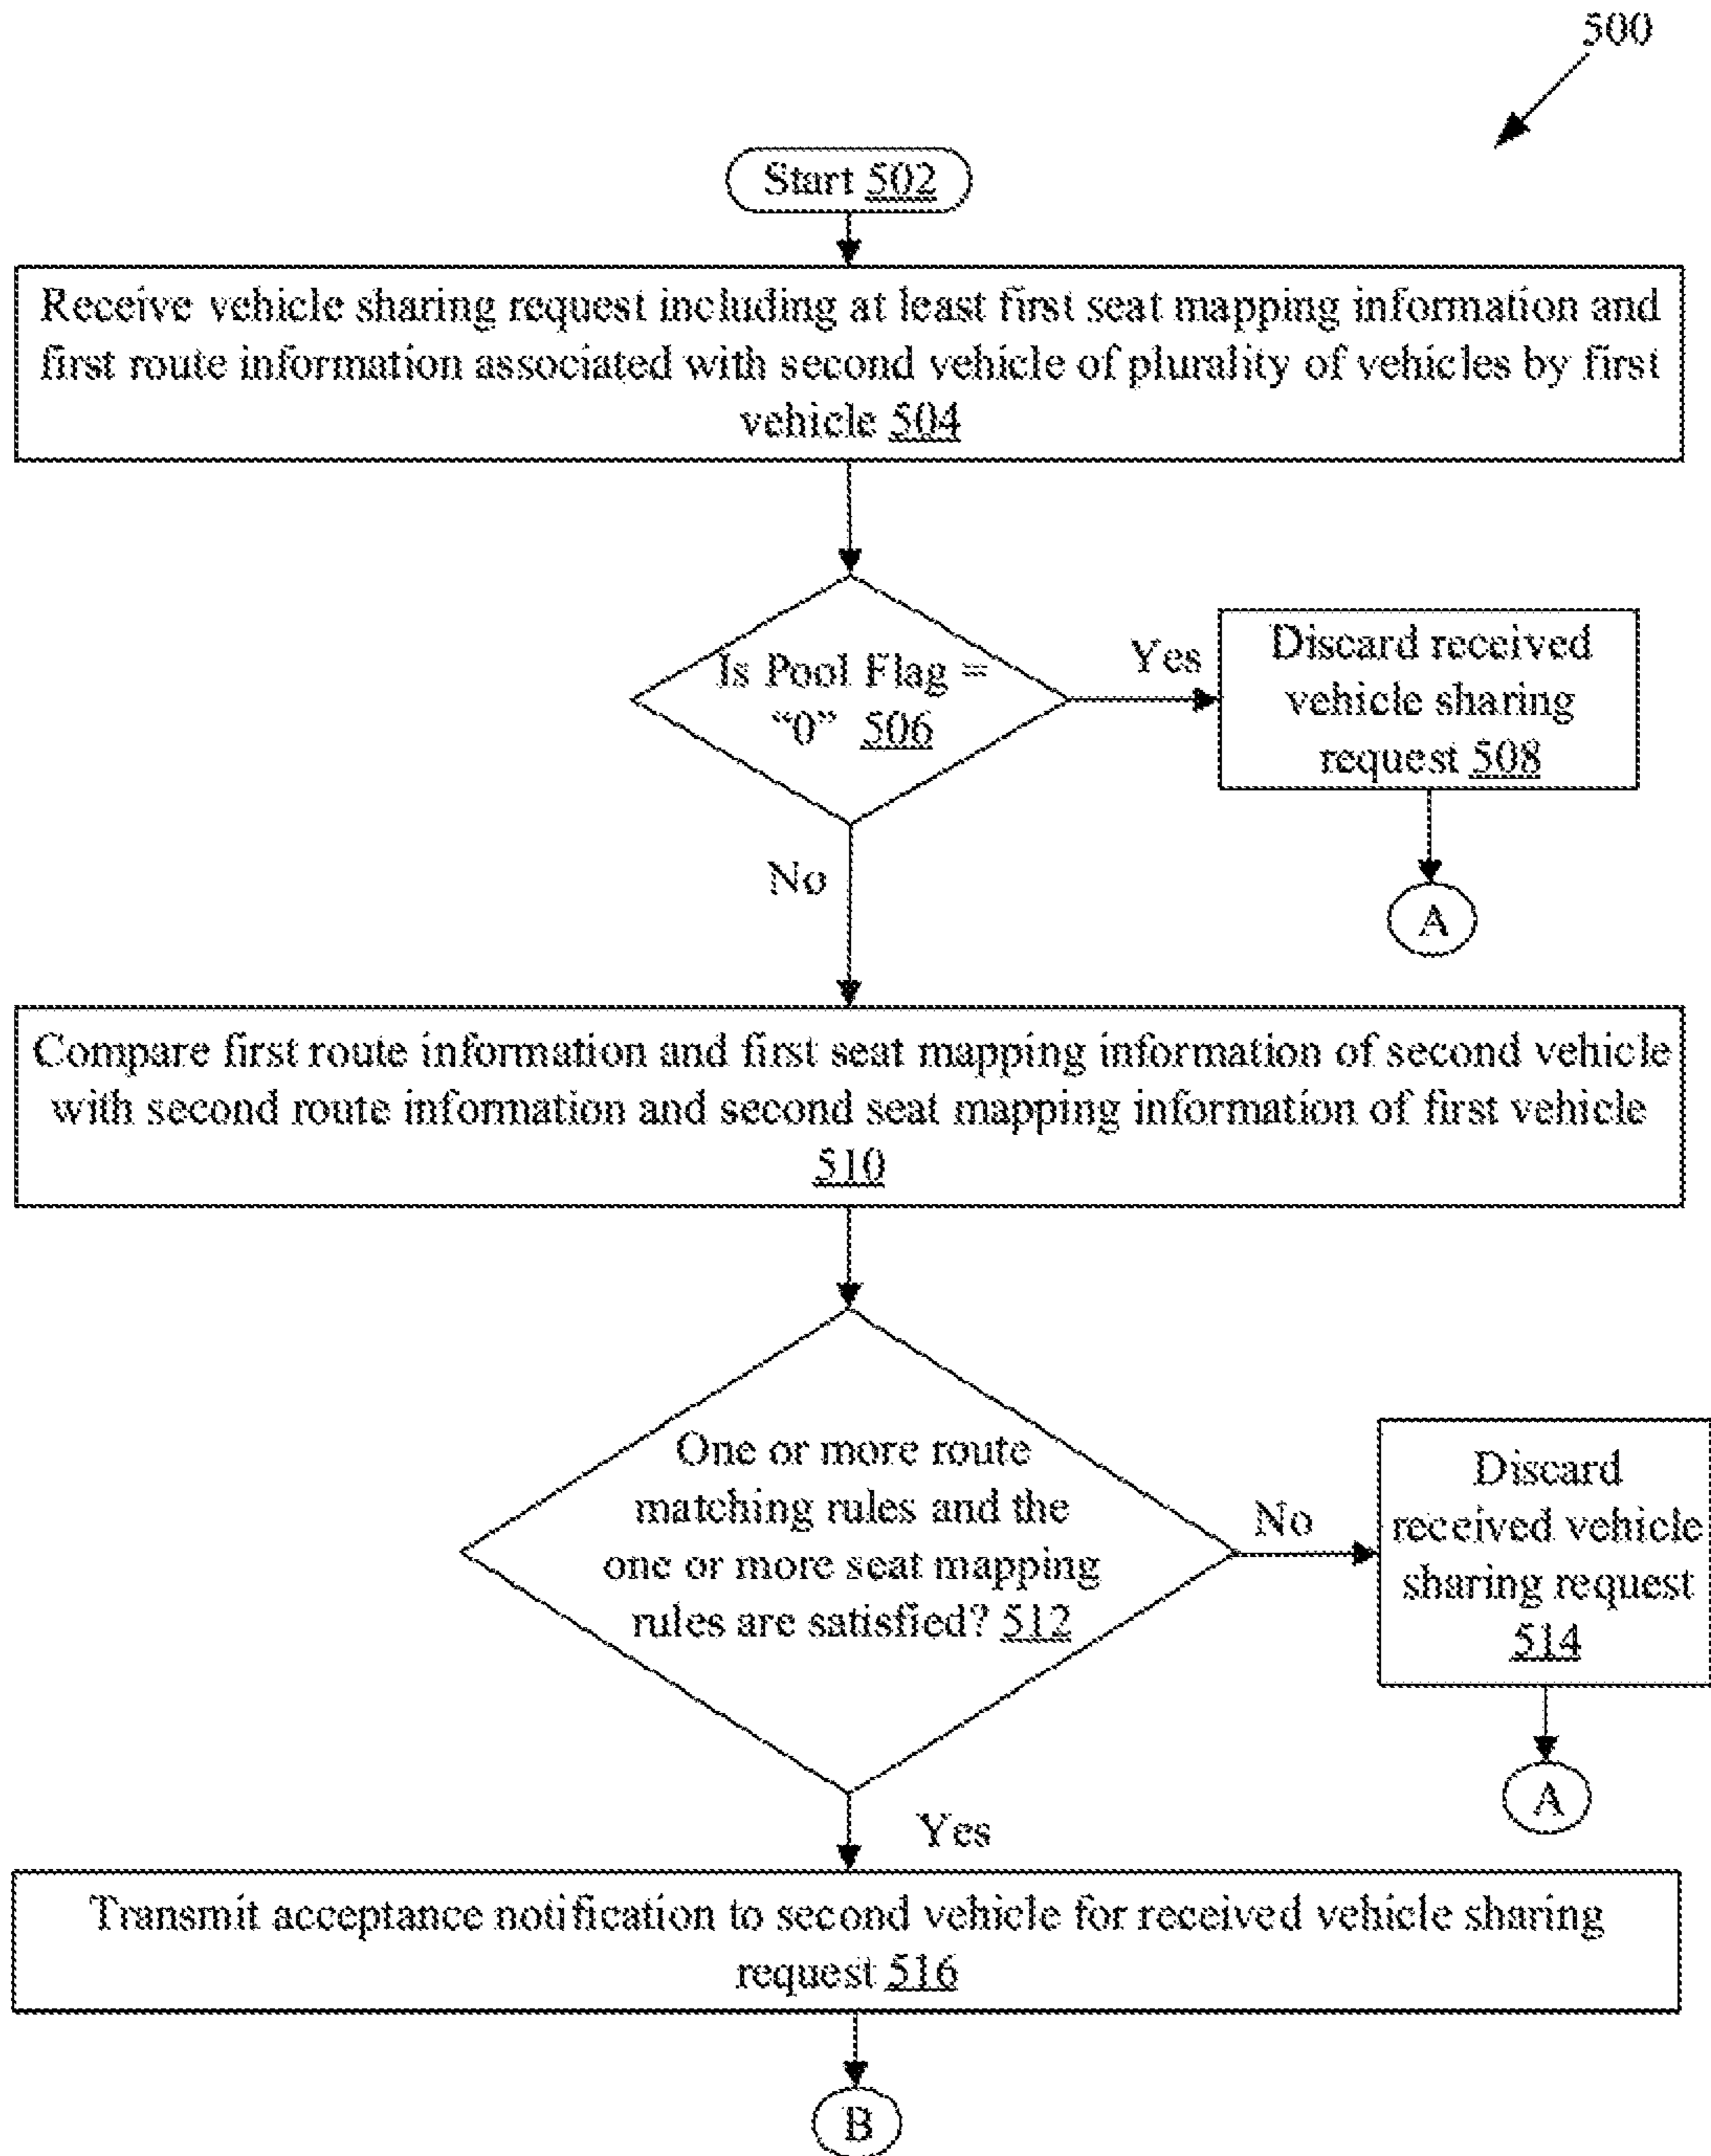 500
Start 502
Receive vehicle sharing request including at least first seat mapping information and
first route information associated with second vehicle of plurality of vehicles by first
vehicle 504
Is Pool Flag =
“0” 506
Yes
Discard received
vehicle sharing
request 508
A
No
Compare first route information and first seat mapping information of second vehicle
with second route information and second seat mapping information of first vehicle
510
One or more route
matching rules and the
one or more seat mapping
rules are satisfied? 512
No
Discard
received vehicle
sharing request
514
A
Yes
Transmit acceptance notification to second vehicle for received vehicle sharing
request 516
B